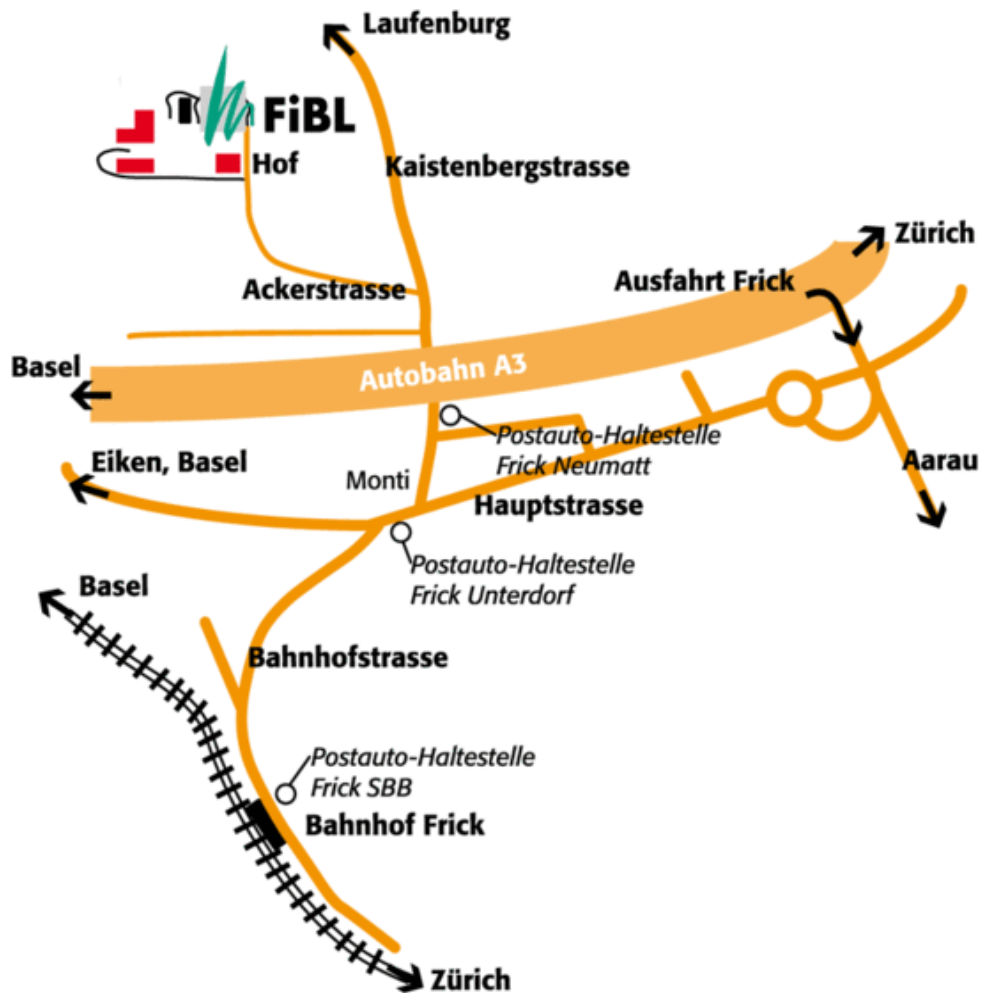 Laufenburg
FiBL
Hof
Kaistenbergstrasse
Zürich
Ausfahrt Frick
Ackerstrasse
Basel
Autobahn A3
Postauto-Haltestelle
Frick Neumatt
Eiken, Basel
Aarau
Monti
Hauptstrasse
Postauto-Haltestelle
Frick Unterdorf
Basel
Bahnhofstrasse
Postauto-Haltestelle
Frick SBB
Bahnhof Frick
Zürich